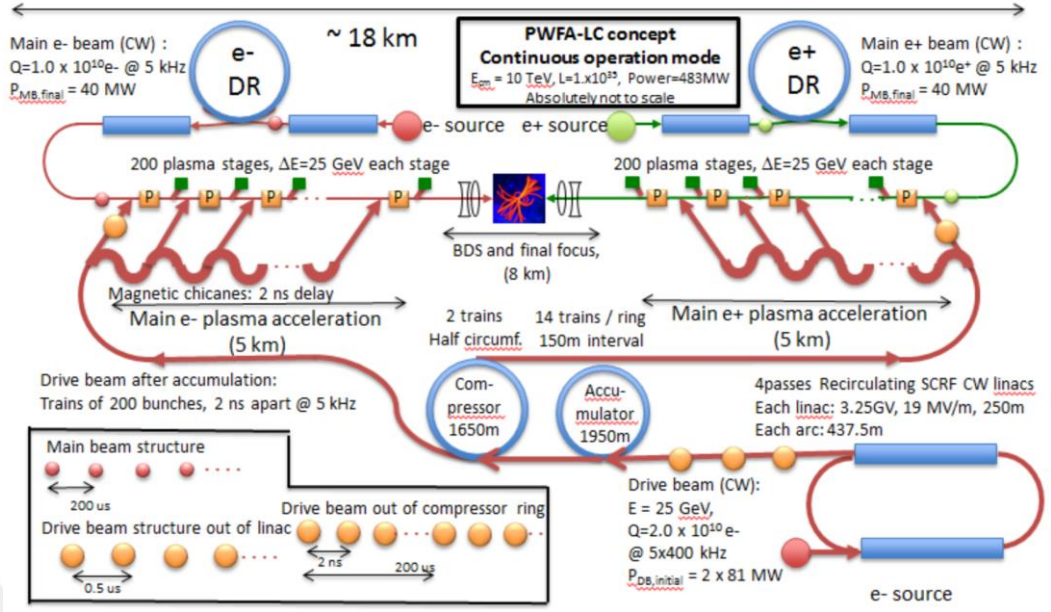 ~ 18 km
PWFA-LC concept
Continuous operation mode
E_cm = 10 TeV, L=1.x10³⁵, Power=483MW
Absolutely not to scale
Main e- beam (CW) :
Q=1.0 x 10¹⁰e- @ 5 kHz
P_MB,final = 40 MW
e-
DR
e+
DR
Main e+ beam (CW) :
Q=1.0 x 10¹⁰e⁺ @ 5 kHz
P_MB,final = 40 MW
e- source
e+ source
200 plasma stages, ΔE=25 GeV each stage
200 plasma stages, ΔE=25 GeV each stage
P
P
P
P
P
P
P
P
BDS and final focus,
(8 km)
Magnetic chicanes: 2 ns delay
Main e- plasma acceleration
(5 km)
Main e+ plasma acceleration
(5 km)
2 trains
Half circumf.
14 trains / ring
150m interval
Drive beam after accumulation:
Trains of 200 bunches, 2 ns apart @ 5 kHz
Com-
pressor
1650m
Accu-
mulator
1950m
4passes Recirculating SCRF CW linacs
Each linac: 3.25GV, 19 MV/m, 250m
Each arc: 437.5m
Main beam structure
200 us
Drive beam structure out of linac
0.5 us
Drive beam out of compressor ring
2 ns
200 us
Drive beam (CW):
E = 25 GeV,
Q=2.0 x 10¹⁰ e-
@ 5x400 kHz
P_DB,initial = 2 x 81 MW
e- source